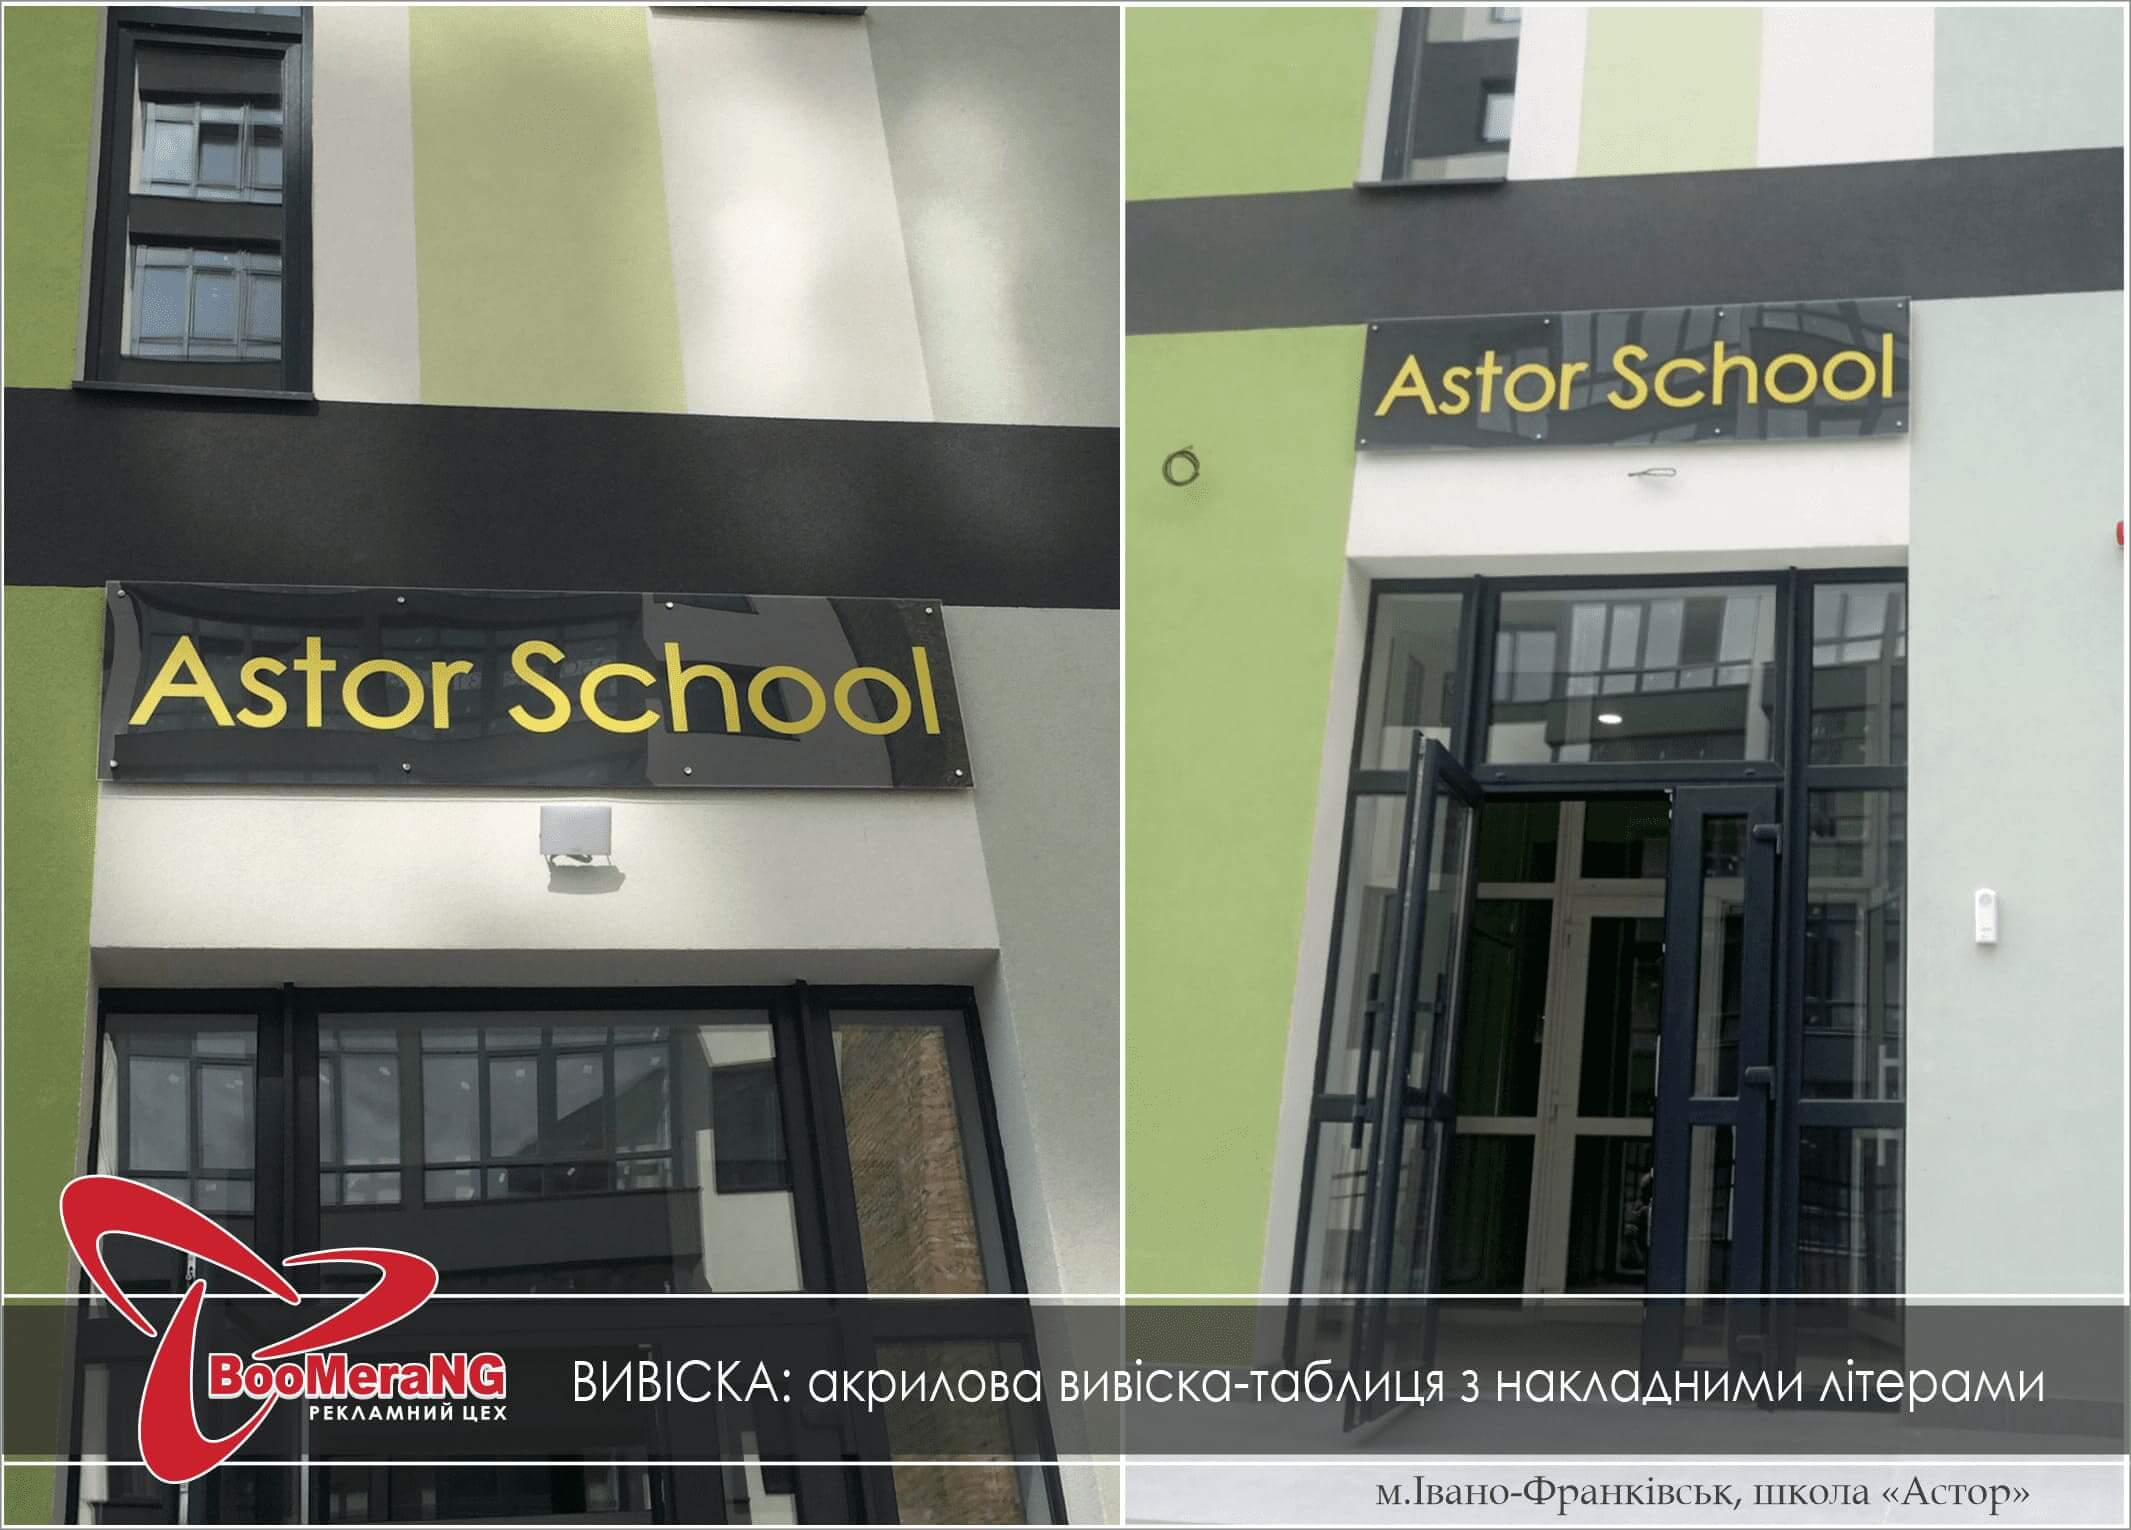 Astor School
Astor School
BooMeraNG
РЕКЛАМНИЙ ЦЕХ
ВИВІСКА: акрилова вивіска-таблиця з накладними літерами
м.Івано-Франківськ, школа «Астор»